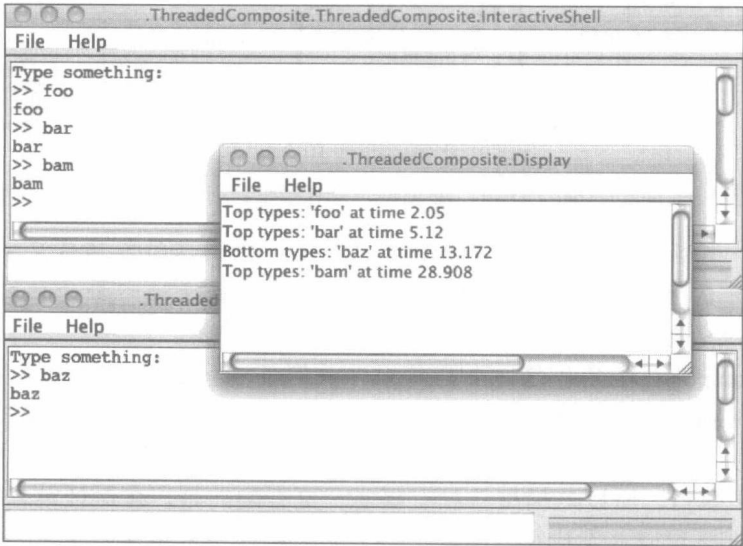 .ThreadedComposite.ThreadedComposite.InteractiveShell
File Help
Type something:
>> foo
foo
>> bar
bar
>> bam
bam
>>
.ThreadedComposite.Display
File Help
Top types: 'foo' at time 2.05
Top types: 'bar' at time 5.12
Bottom types: 'baz' at time 13.172
Top types: 'bam' at time 28.908
.Threaded
File Help
Type something:
>> baz
baz
>>